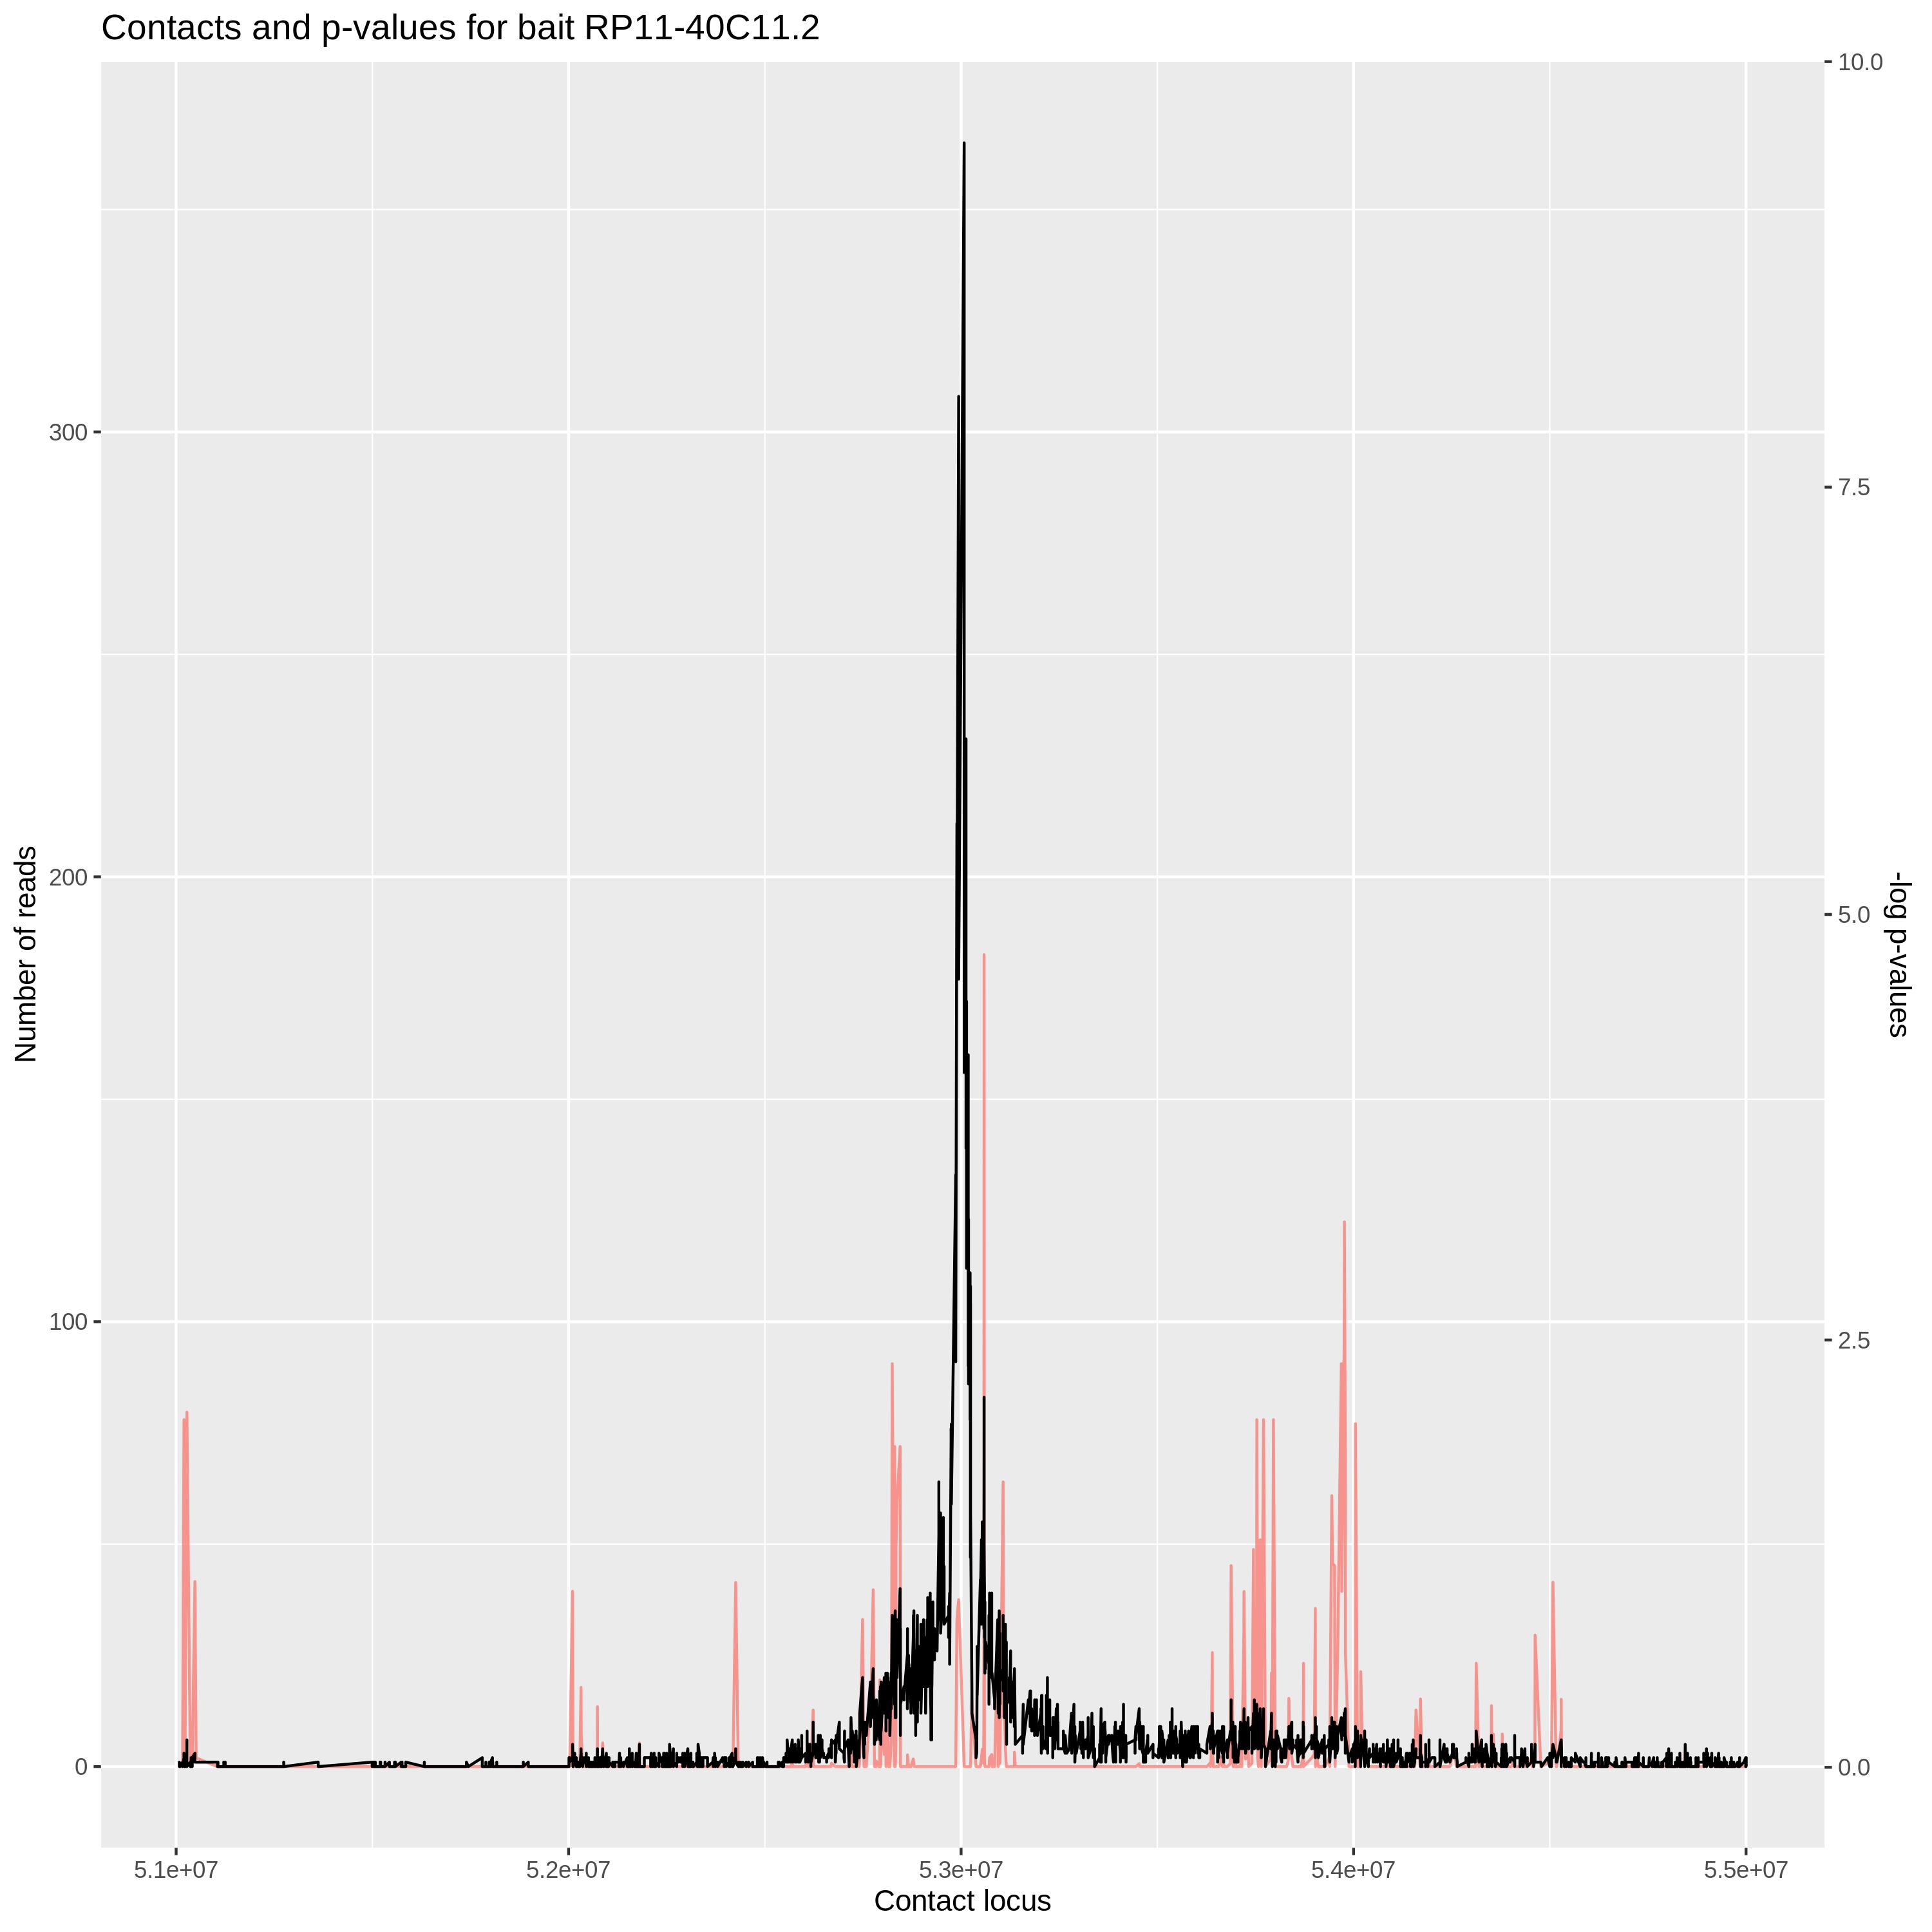 Contacts and p-values for bait RP11-40C11.2
10.0
300
7.5
200
5.0
Number of reads
-log p-values
100
2.5
0
0.0
5.1e+07
5.2e+07
5.3e+07
5.4e+07
5.5e+07
Contact locus